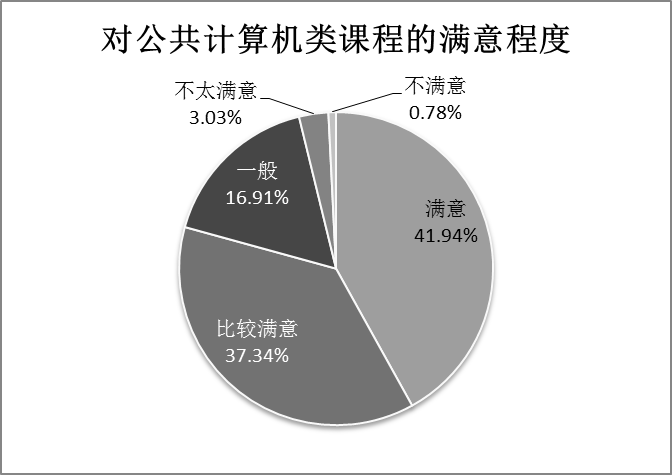 对公共计算机类课程的满意程度
不太满意
3.03%
不满意
0.78%
一般
16.91%
满意
41.94%
比较满意
37.34%